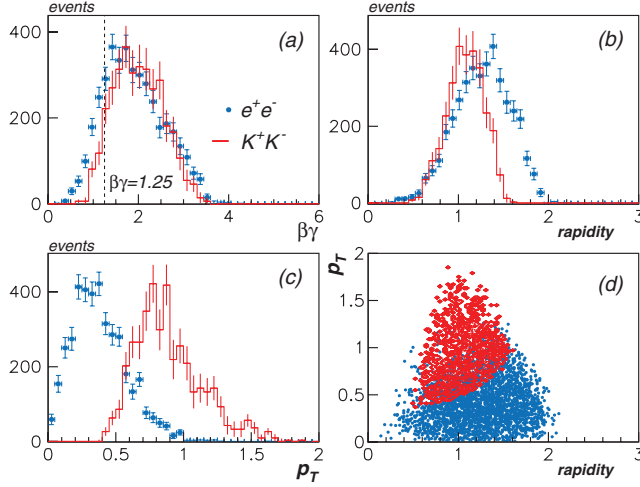 events
events
400
200
0
(a)
e⁺e⁻
K⁺K⁻
βγ=1.25
0 2 4 6
βγ
400
200
0
(b)
0 1 2 3
rapidity
events
400
200
0
(c)
0 0.5 1 1.5 2
p_T
p_T
2
1.5
1
0.5
0
(d)
0 1 2 3
rapidity